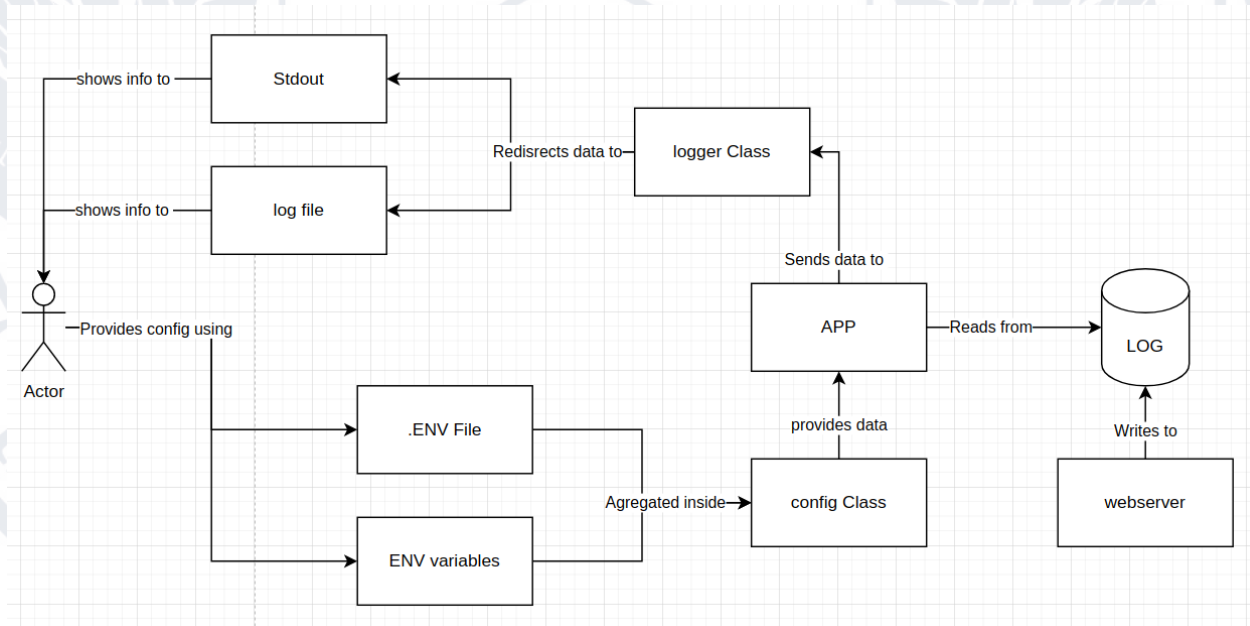 shows info to
Stdout
Redisrects data to
logger Class
shows info to
log file
Sends data to
Actor
Provides config using
APP
Reads from
LOG
.ENV File
provides data
Writes to
Agregated inside
config Class
webserver
ENV variables